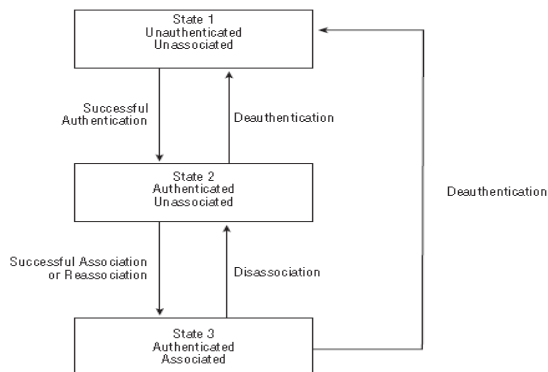 State 1
Unauthenticated
Unassociated
Successful
Authentication
Deauthentication
State 2
Authenticated
Unassociated
Deauthentication
Successful Association
or Reassociation
Disassociation
State 3
Authenticated
Associated